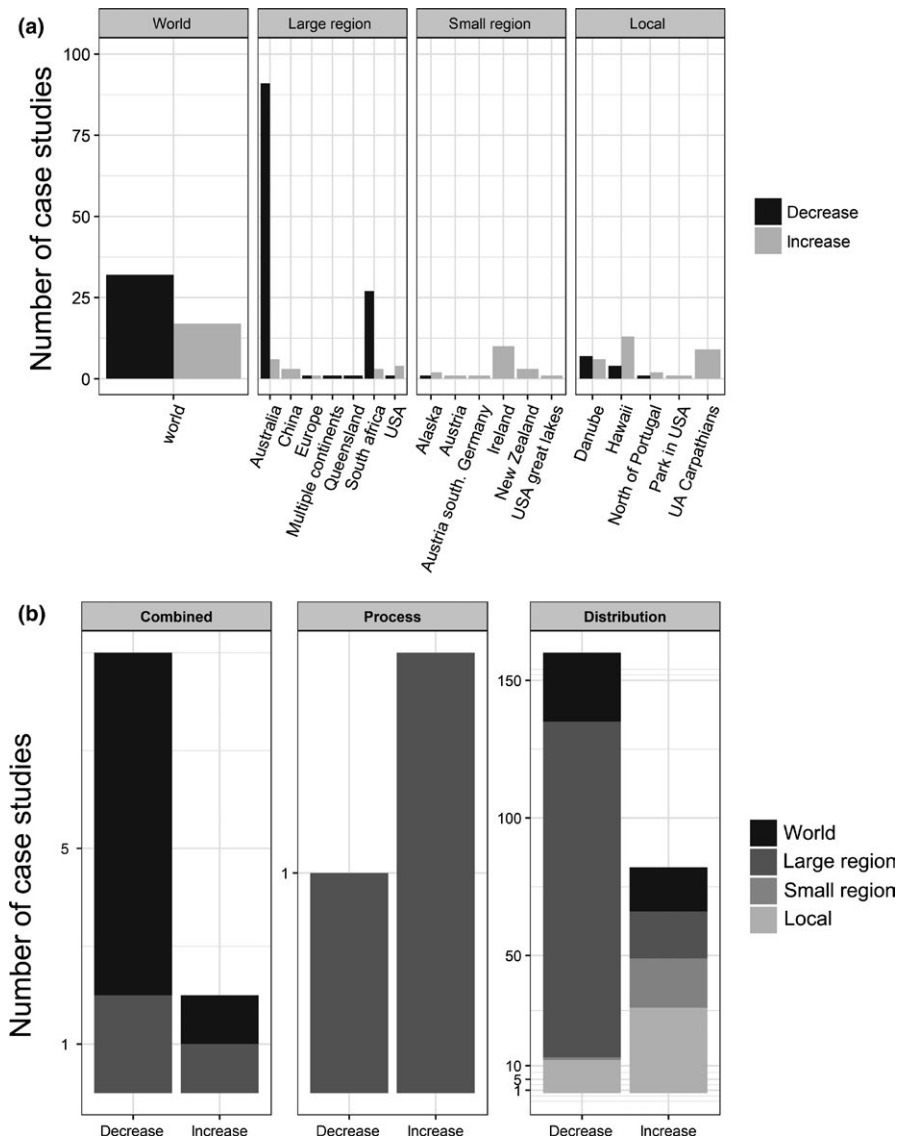 (a)
World Large region Small region Local
Number of case studies
100
75
50
25
0
world
Australia
China
Europe
Multiple continents
Queensland
South africa
USA
Alaska
Austria
Austria south. Germany
Ireland
New Zealand
USA great lakes
Danube
Hawaii
North of Portugal
Park in USA
UA Carpathians
Decrease
Increase
(b)
Combined Process Distribution
Number of case studies
5
1
1
150
100
50
10
5
1
Decrease Increase Decrease Increase Decrease Increase
World
Large region
Small region
Local